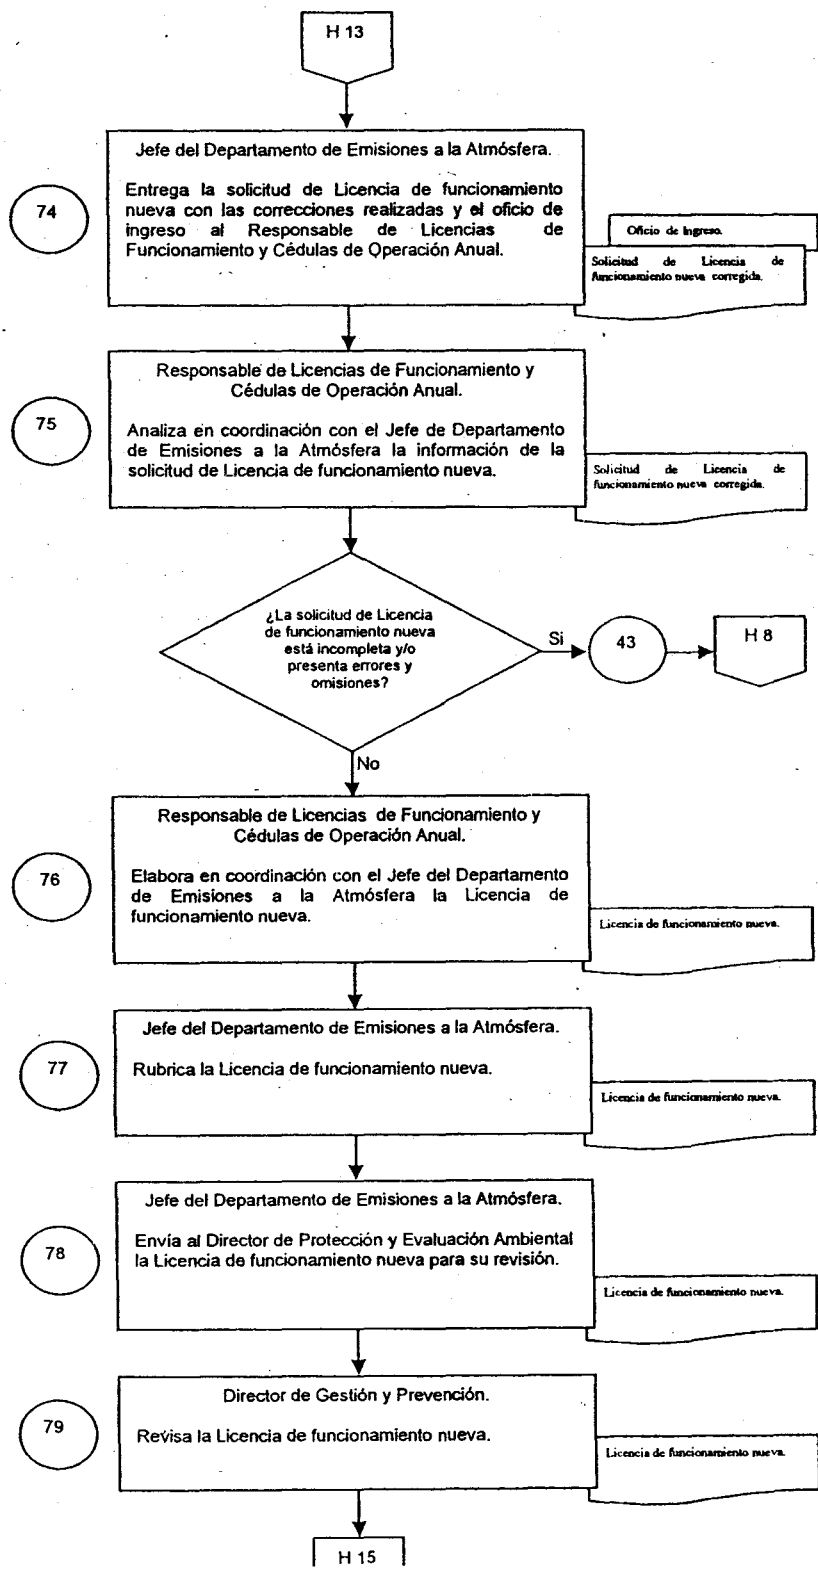 H 13
Jefe del Departamento de Emisiones a la Atmósfera.
74
Entrega la solicitud de Licencia de funcionamiento
nueva con las correcciones realizadas y el oficio de
ingreso al Responsable de Licencias de
Funcionamiento y Cédulas de Operación Anual.
Oficio de Ingreso.
Solicitud de Licencia de
funcionamiento nueva corregida.
Responsable de Licencias de Funcionamiento y
Cédulas de Operación Anual.
75
Analiza en coordinación con el Jefe de Departamento
de Emisiones a la Atmósfera la información de la
solicitud de Licencia de funcionamiento nueva.
Solicitud de Licencia de
funcionamiento nueva corregida.
¿La solicitud de Licencia
de funcionamiento nueva
está incompleta y/o
presenta errores y
omisiones?
Si
43
H 8
No
Responsable de Licencias de Funcionamiento y
Cédulas de Operación Anual.
76
Elabora en coordinación con el Jefe del Departamento
de Emisiones a la Atmósfera la Licencia de
funcionamiento nueva.
Licencia de funcionamiento nueva.
Jefe del Departamento de Emisiones a la Atmósfera.
77
Rubrica la Licencia de funcionamiento nueva.
Licencia de funcionamiento nueva.
Jefe del Departamento de Emisiones a la Atmósfera.
78
Envía al Director de Protección y Evaluación Ambiental
la Licencia de funcionamiento nueva para su revisión.
Licencia de funcionamiento nueva.
Director de Gestión y Prevención.
79
Revisa la Licencia de funcionamiento nueva.
Licencia de funcionamiento nueva.
H 15